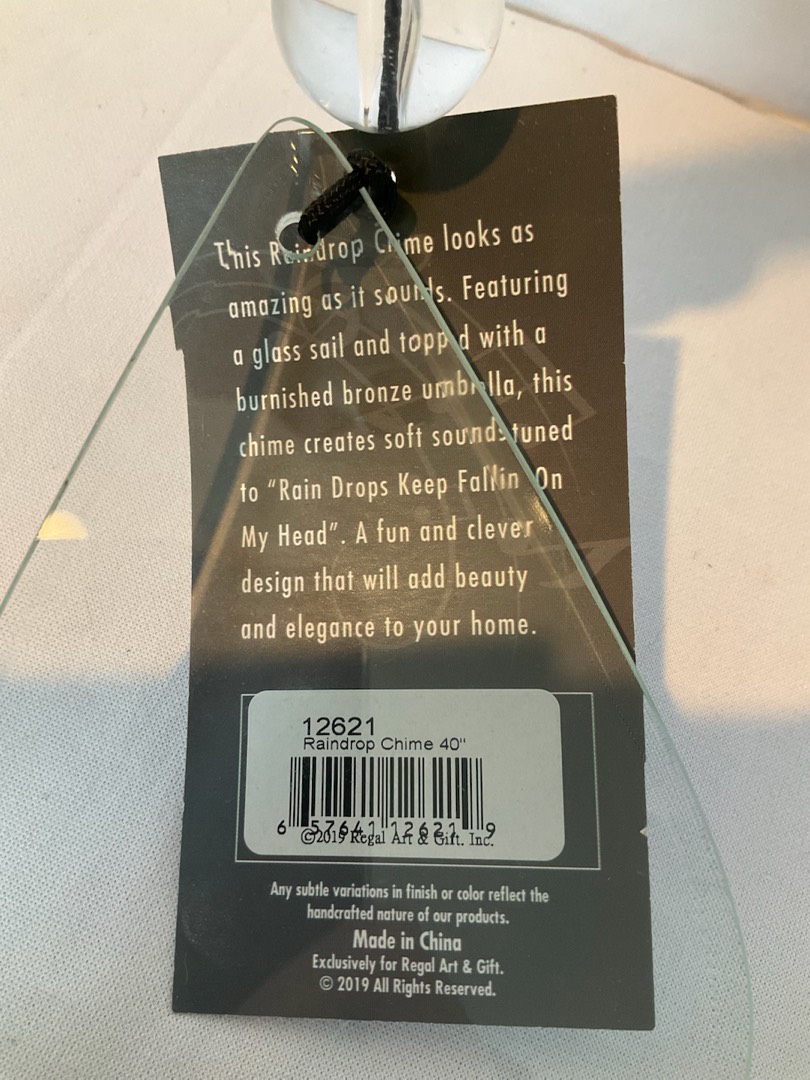 This Raindrop Chime looks as
amazing as it sounds. Featuring
a glass sail and topped with a
burnished bronze umbrella, this
chime creates soft sounds tuned
to “Rain Drops Keep Fallin On
My Head”. A fun and clever
design that will add beauty
and elegance to your home.
12621
Raindrop Chime 40"
6 57641 12621 9
©2019 Regal Art & Gift. Inc.
Any subtle variations in finish or color reflect the
handcrafted nature of our products.
Made in China
Exclusively for Regal Art & Gift.
© 2019 All Rights Reserved.